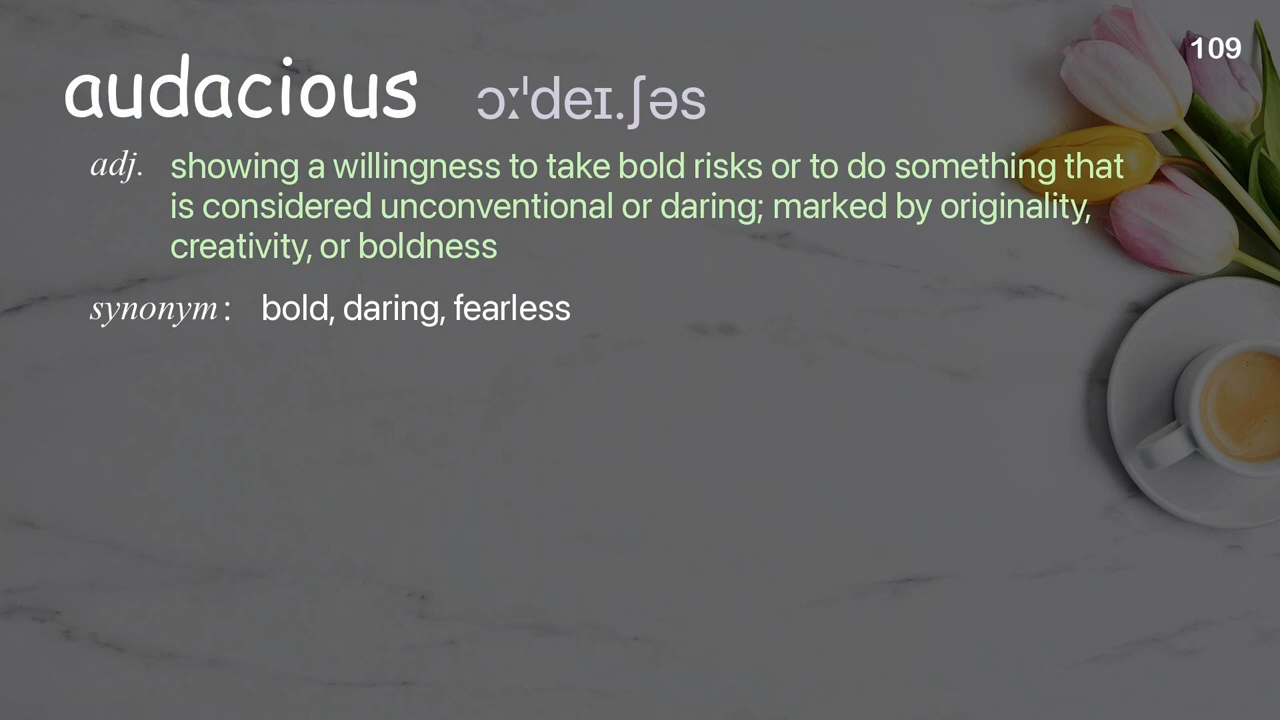 109
audacious ɔːˈdeɪ.ʃəs
adj. showing a willingness to take bold risks or to do something that
is considered unconventional or daring; marked by originality,
creativity, or boldness
synonym: bold, daring, fearless